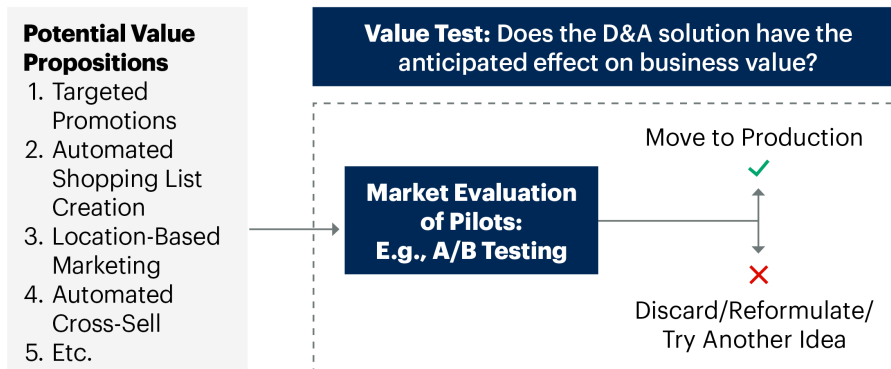 Potential Value
Propositions
1. Targeted
Promotions
2. Automated
Shopping List
Creation
3. Location-Based
Marketing
4. Automated
Cross-Sell
5. Etc.
Value Test: Does the D&A solution have the
anticipated effect on business value?
Market Evaluation
of Pilots:
E.g., A/B Testing
Move to Production
Discard/Reformulate/
Try Another Idea